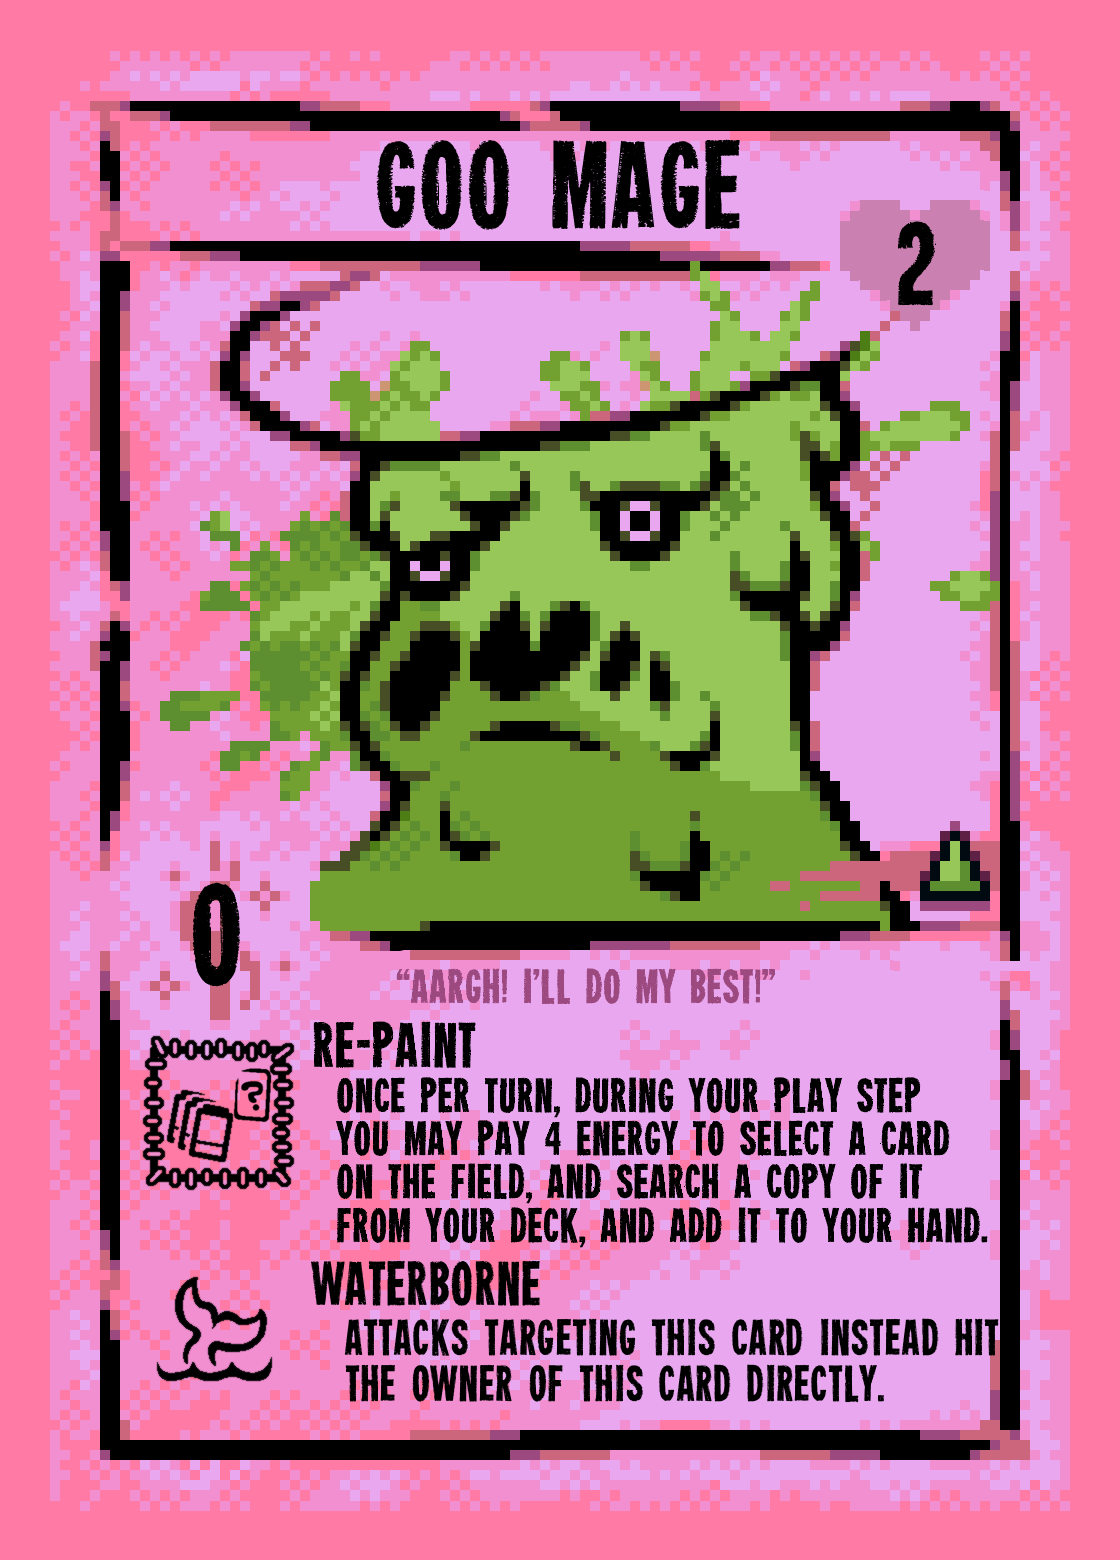 GOO MAGE
2
0
“AARGH! I’LL DO MY BEST!”
RE-PAINT
ONCE PER TURN, DURING YOUR PLAY STEP
YOU MAY PAY 4 ENERGY TO SELECT A CARD
ON THE FIELD, AND SEARCH A COPY OF IT
FROM YOUR DECK, AND ADD IT TO YOUR HAND.
?
WATERBORNE
ATTACKS TARGETING THIS CARD INSTEAD HIT
THE OWNER OF THIS CARD DIRECTLY.